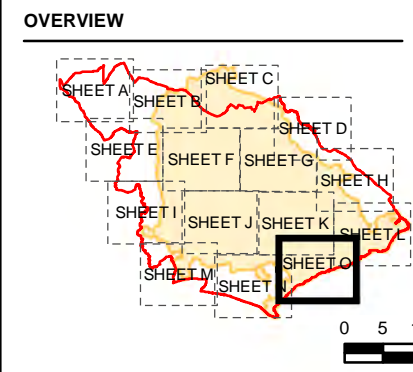 OVERVIEW
SHEET C
SHEET A
SHEET B
SHEET D
SHEET E
SHEET F
SHEET G
SHEET H
SHEET I
SHEET J
SHEET K
SHEET L
SHEET O
SHEET M
SHEET N
0 5